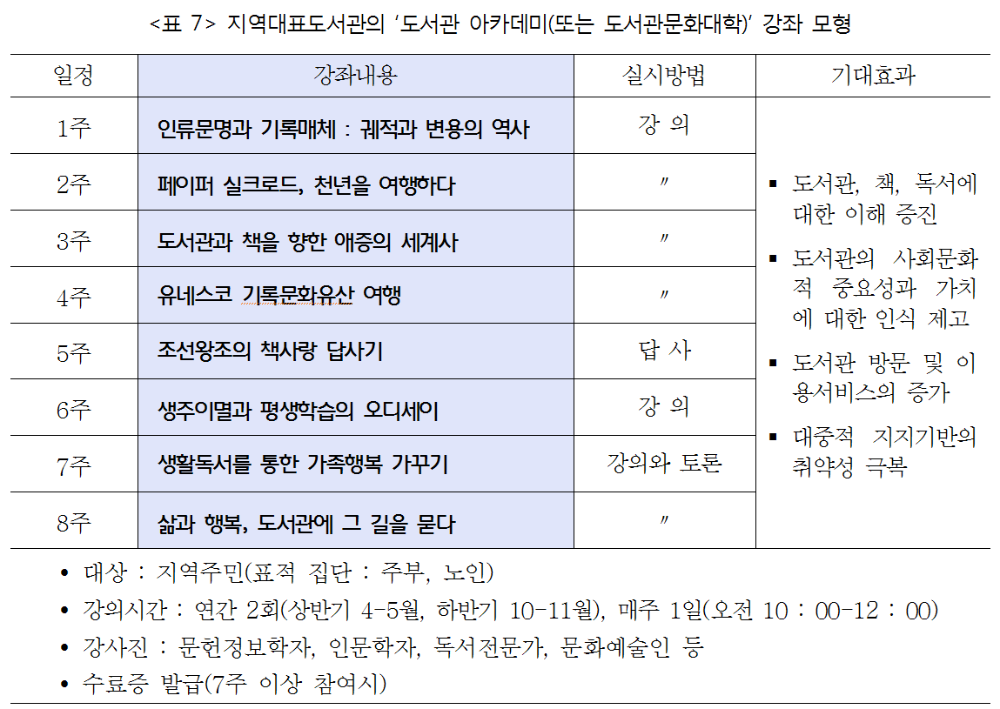 <표 7> 지역대표도서관의 ‘도서관 아카데미(또는 도서관문화대학)’ 강좌 모형
일정 강좌내용 실시방법 기대효과
1주 인류문명과 기록매체 : 궤적과 변용의 역사 강 의
2주 페이퍼 실크로드, 천년을 여행하다 〃
3주 도서관과 책을 향한 애증의 세계사 〃
4주 유네스코 기록문화유산 여행 〃
5주 조선왕조의 책사랑 답사기 답 사
6주 생주이멸과 평생학습의 오디세이 강 의
7주 생활독서를 통한 가족행복 가꾸기 강의와 토론
8주 삶과 행복, 도서관에 그 길을 묻다 〃
▪ 도서관, 책, 독서에
대한 이해 증진
▪ 도서관의 사회문화
적 중요성과 가치
에 대한 인식 제고
▪ 도서관 방문 및 이
용서비스의 증가
▪ 대중적 지지기반의
취약성 극복
• 대상 : 지역주민(표적 집단 : 주부, 노인)
• 강의시간 : 연간 2회(상반기 4-5월, 하반기 10-11월), 매주 1일(오전 10 : 00-12 : 00)
• 강사진 : 문헌정보학자, 인문학자, 독서전문가, 문화예술인 등
• 수료증 발급(7주 이상 참여시)